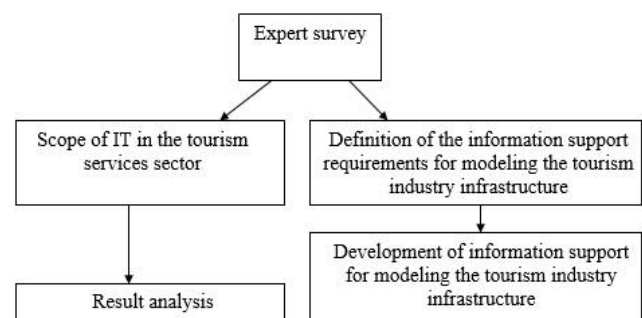 Expert survey
Scope of IT in the tourism
services sector
Definition of the information support
requirements for modeling the tourism
industry infrastructure
Development of information support
for modeling the tourism industry
infrastructure
Result analysis